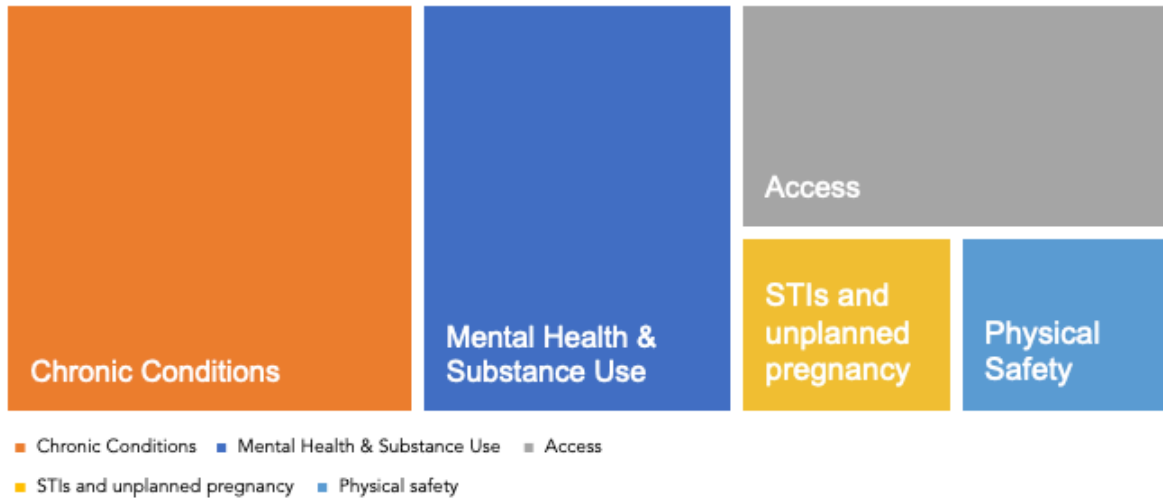 Access
STIs and
unplanned
pregnancy
Physical
Safety
Mental Health &
Substance Use
Chronic Conditions
Chronic Conditions
Mental Health & Substance Use
Access
STIs and unplanned pregnancy
Physical safety